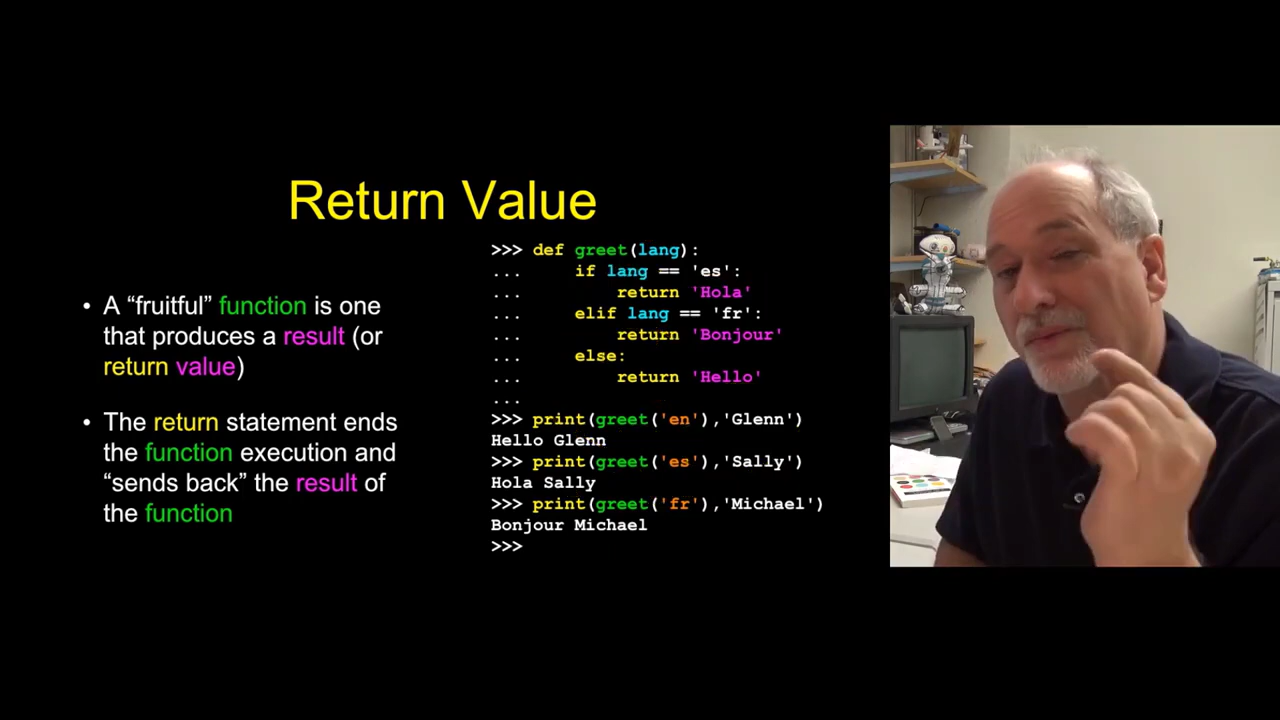 Return Value
• A “fruitful” function is one
that produces a result (or
return value)
• The return statement ends
the function execution and
“sends back” the result of
the function
>>> def greet(lang):
...     if lang == 'es':
...         return 'Hola'
...     elif lang == 'fr':
...         return 'Bonjour'
...     else:
...         return 'Hello'
...
>>> print(greet('en'),'Glenn')
Hello Glenn
>>> print(greet('es'),'Sally')
Hola Sally
>>> print(greet('fr'),'Michael')
Bonjour Michael
>>>